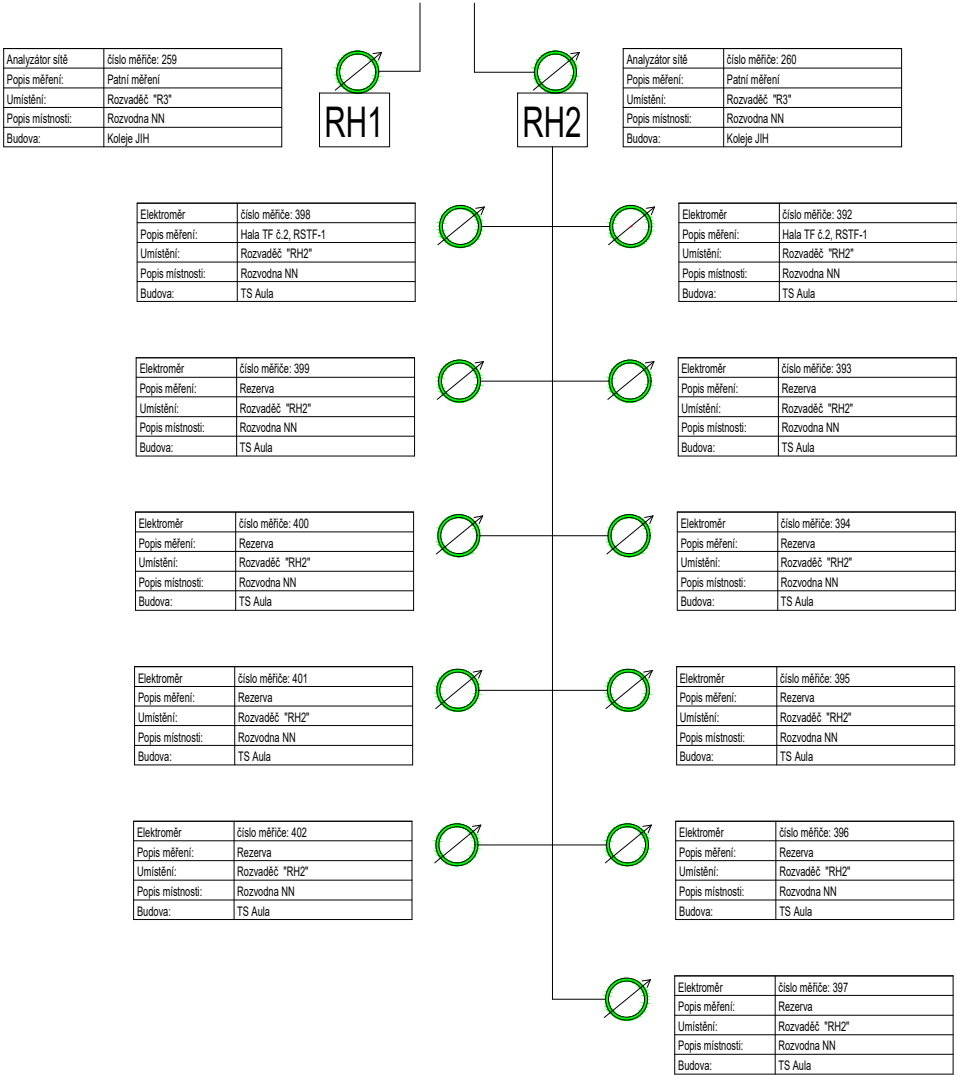 Analyzátor sítě číslo měřiče: 259
Popis měření: Patní měření
Umístění: Rozvaděč "R3"
Popis místnosti: Rozvodna NN
Budova: Koleje JIH
RH1
RH2
Analyzátor sítě číslo měřiče: 260
Popis měření: Patní měření
Umístění: Rozvaděč "R3"
Popis místnosti: Rozvodna NN
Budova: Koleje JIH
Elektroměr číslo měřiče: 398
Popis měření: Hala TF č.2, RSTF-1
Umístění: Rozvaděč "RH2"
Popis místnosti: Rozvodna NN
Budova: TS Aula
Elektroměr číslo měřiče: 392
Popis měření: Hala TF č.2, RSTF-1
Umístění: Rozvaděč "RH2"
Popis místnosti: Rozvodna NN
Budova: TS Aula
Elektroměr číslo měřiče: 399
Popis měření: Rezerva
Umístění: Rozvaděč "RH2"
Popis místnosti: Rozvodna NN
Budova: TS Aula
Elektroměr číslo měřiče: 393
Popis měření: Rezerva
Umístění: Rozvaděč "RH2"
Popis místnosti: Rozvodna NN
Budova: TS Aula
Elektroměr číslo měřiče: 400
Popis měření: Rezerva
Umístění: Rozvaděč "RH2"
Popis místnosti: Rozvodna NN
Budova: TS Aula
Elektroměr číslo měřiče: 394
Popis měření: Rezerva
Umístění: Rozvaděč "RH2"
Popis místnosti: Rozvodna NN
Budova: TS Aula
Elektroměr číslo měřiče: 401
Popis měření: Rezerva
Umístění: Rozvaděč "RH2"
Popis místnosti: Rozvodna NN
Budova: TS Aula
Elektroměr číslo měřiče: 395
Popis měření: Rezerva
Umístění: Rozvaděč "RH2"
Popis místnosti: Rozvodna NN
Budova: TS Aula
Elektroměr číslo měřiče: 402
Popis měření: Rezerva
Umístění: Rozvaděč "RH2"
Popis místnosti: Rozvodna NN
Budova: TS Aula
Elektroměr číslo měřiče: 396
Popis měření: Rezerva
Umístění: Rozvaděč "RH2"
Popis místnosti: Rozvodna NN
Budova: TS Aula
Elektroměr číslo měřiče: 397
Popis měření: Rezerva
Umístění: Rozvaděč "RH2"
Popis místnosti: Rozvodna NN
Budova: TS Aula